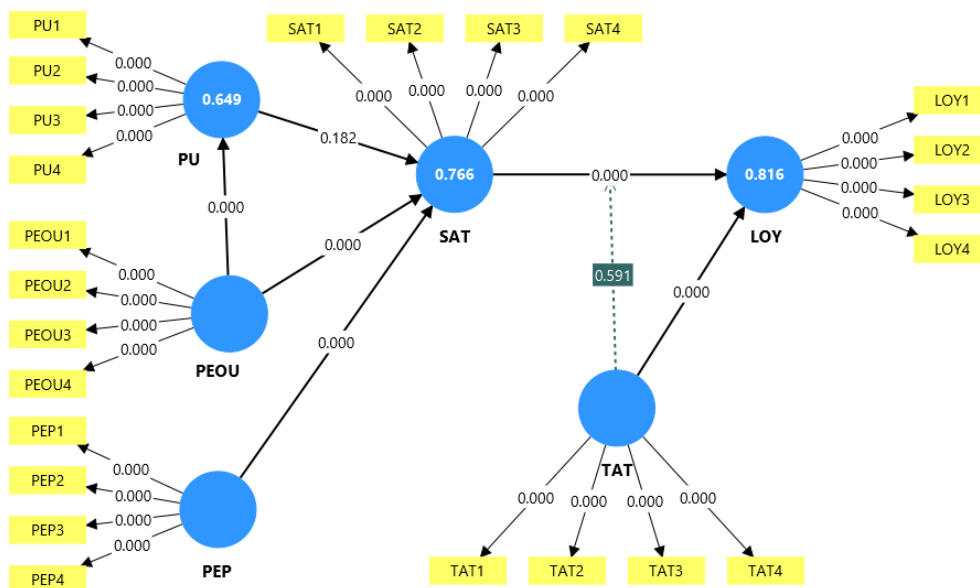 PU1
PU2
PU3
PU4
0.000
0.000
0.000
0.000
0.649
PU
SAT1
SAT2
SAT3
SAT4
0.000
0.000
0.000
0.000
0.182
0.766
SAT
0.000
0.816
LOY
LOY1
LOY2
LOY3
LOY4
0.000
0.000
0.000
0.000
0.000
PEOU1
PEOU2
PEOU3
PEOU4
0.000
0.000
0.000
0.000
PEOU
0.000
0.591
0.000
PEP1
PEP2
PEP3
PEP4
0.000
0.000
0.000
0.000
PEP
0.000
TAT
0.000
0.000
0.000
0.000
TAT1
TAT2
TAT3
TAT4